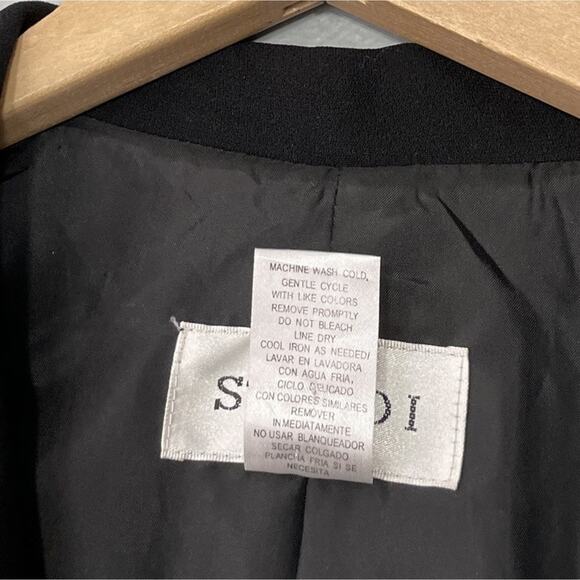 MACHINE WASH COLD,
GENTLE CYCLE
WITH LIKE COLORS
REMOVE PROMPTLY
DO NOT BLEACH
LINE DRY
COOL IRON AS NEEDED/
LAVAR EN LAVADORA
CON AGUA FRIA,
CICLO DELICADO
CON COLORES SIMILARES
REMOVER
INMEDIATAMENTE
NO USAR BLANQUEADOR
SECAR COLGADO
PLANCHA FRIA SI SE
NECESITA